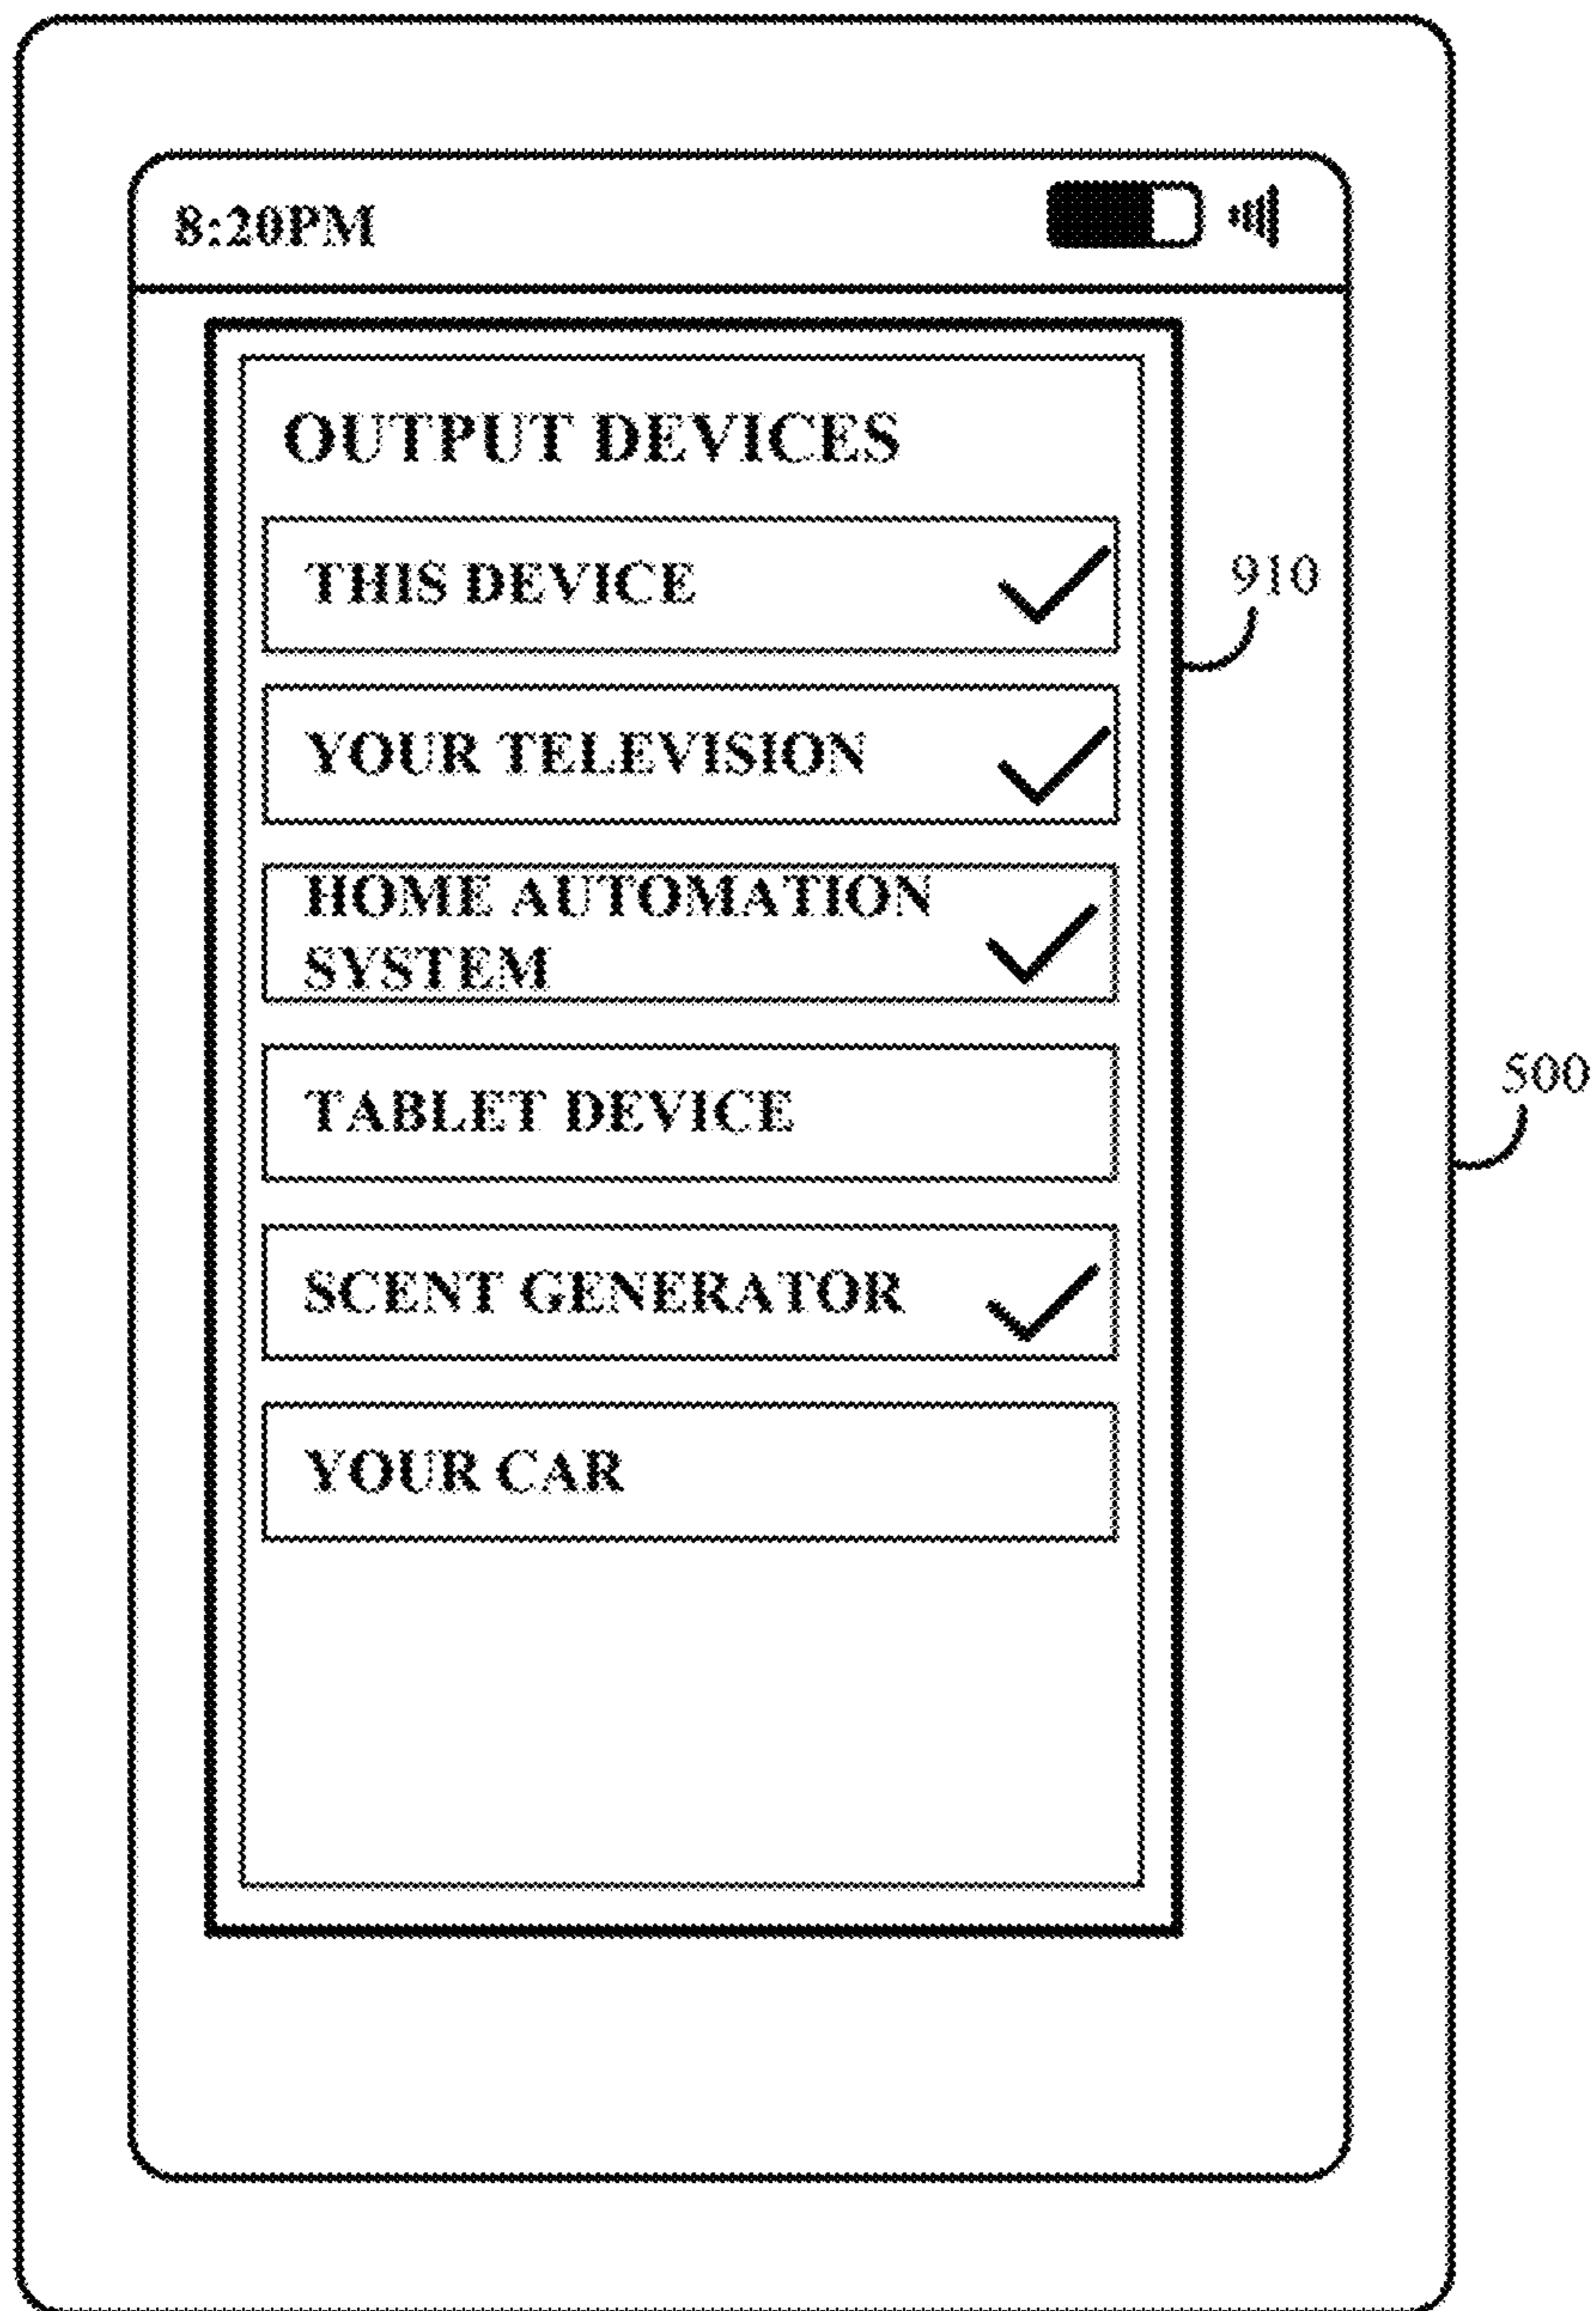 8:20PM
OUTPUT DEVICES
THIS DEVICE
910
YOUR TELEVISION
HOME AUTOMATION
SYSTEM
500
TABLET DEVICE
SCENT GENERATOR
YOUR CAR